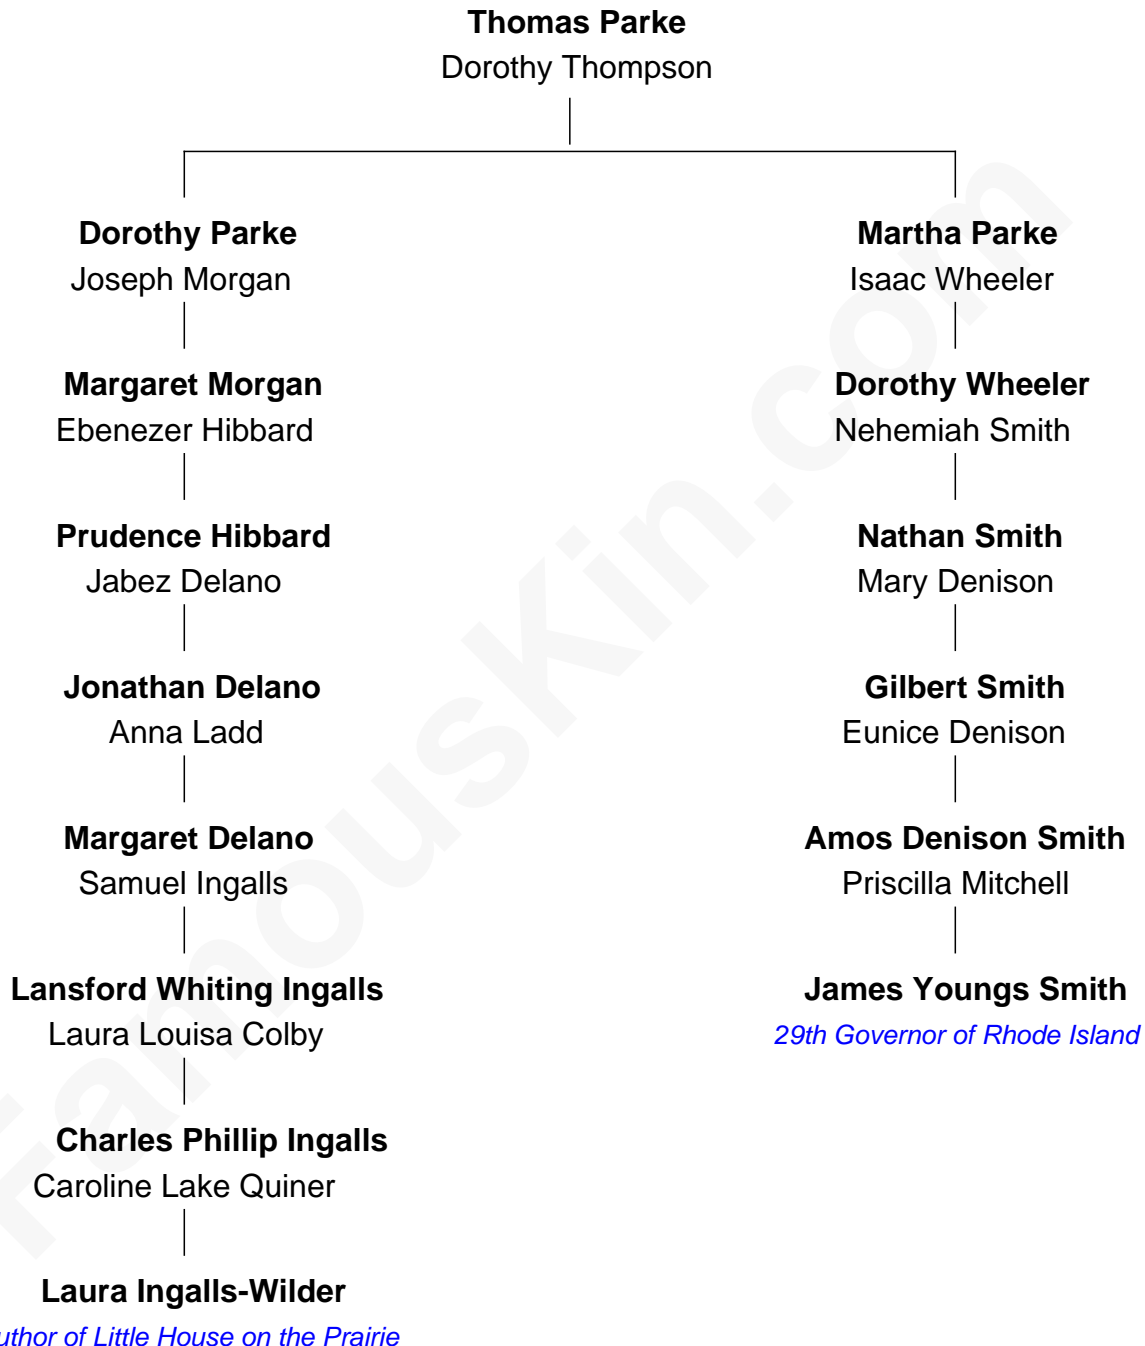 Thomas Parke
Dorothy Thompson
Dorothy Parke
Joseph Morgan
Martha Parke
Isaac Wheeler
Margaret Morgan
Ebenezer Hibbard
Dorothy Wheeler
Nehemiah Smith
Prudence Hibbard
Jabez Delano
Nathan Smith
Mary Denison
Jonathan Delano
Anna Ladd
Gilbert Smith
Eunice Denison
Margaret Delano
Samuel Ingalls
Amos Denison Smith
Priscilla Mitchell
Lansford Whiting Ingalls
Laura Louisa Colby
James Youngs Smith
29th Governor of Rhode Island
Charles Phillip Ingalls
Caroline Lake Quiner
Laura Ingalls-Wilder
uthor of Little House on the Prairie
FamousKin.com